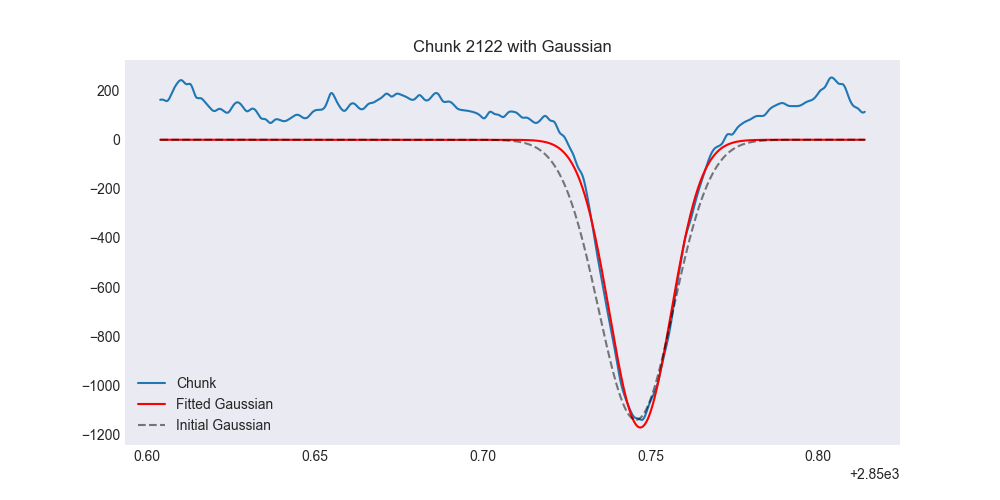 Chunk 2122 with Gaussian
200
0
−200
−400
−600
−800
−1000
−1200
Chunk
Fitted Gaussian
Initial Gaussian
0.60 0.65 0.70 0.75 0.80
+2.85e3